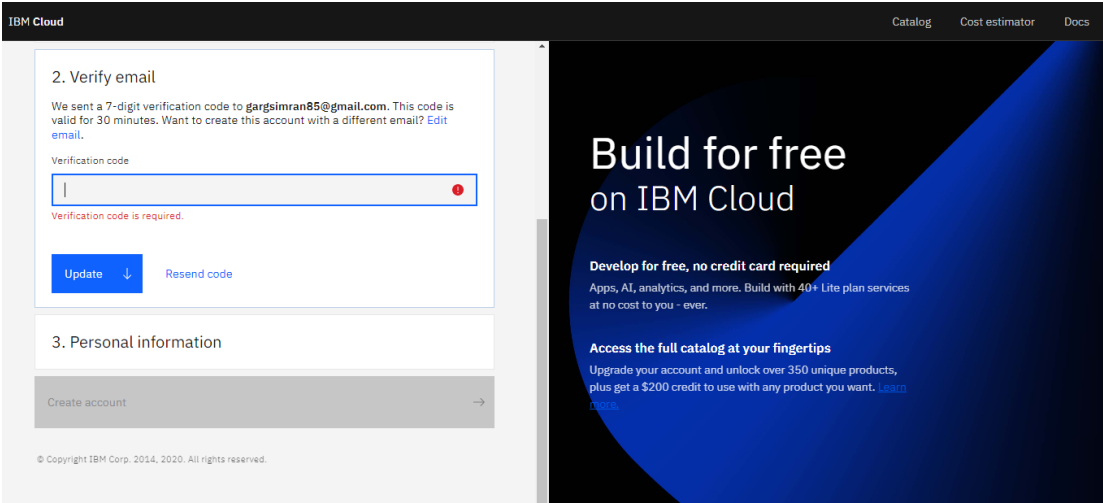 IBM Cloud
Catalog
Cost estimator
Docs
2. Verify email
We sent a 7-digit verification code to gargsimran85@gmail.com. This code is
valid for 30 minutes. Want to create this account with a different email? Edit
email.
Verification code
Verification code is required.
Update
Resend code
3. Personal information
Create account
© Copyright IBM Corp. 2014, 2020. All rights reserved.
Build for free
on IBM Cloud
Develop for free, no credit card required
Apps, AI, analytics, and more. Build with 40+ Lite plan services
at no cost to you - ever.
Access the full catalog at your fingertips
Upgrade your account and unlock over 350 unique products,
plus get a $200 credit to use with any product you want. Learn
more.